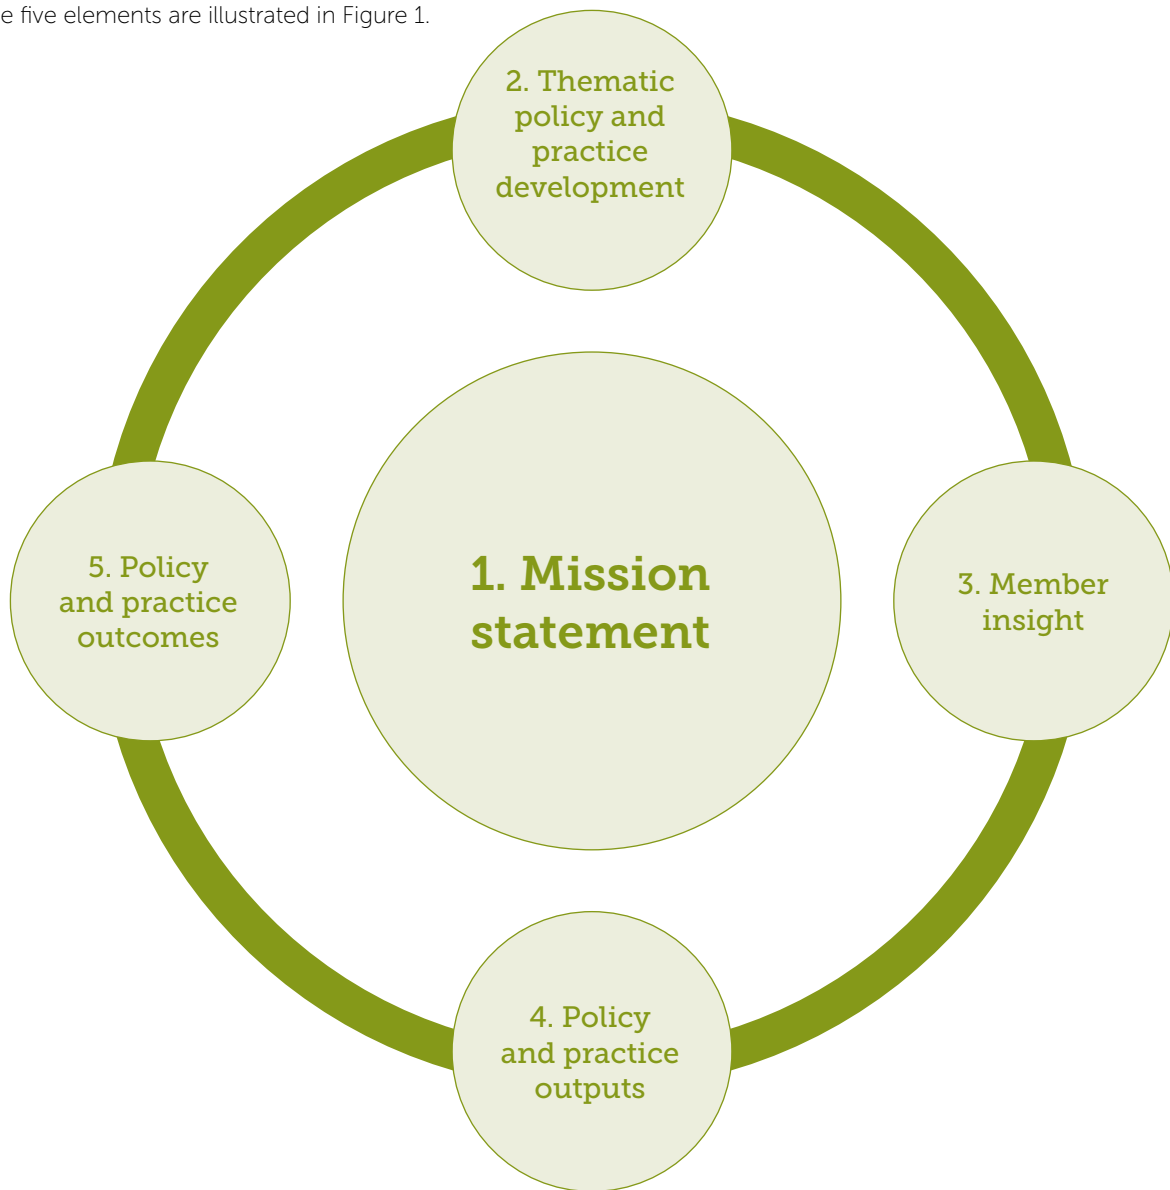 e five elements are illustrated in Figure 1.
2. Thematic
policy and
practice
development
1. Mission
statement
3. Member
insight
4. Policy
and practice
outputs
5. Policy
and practice
outcomes